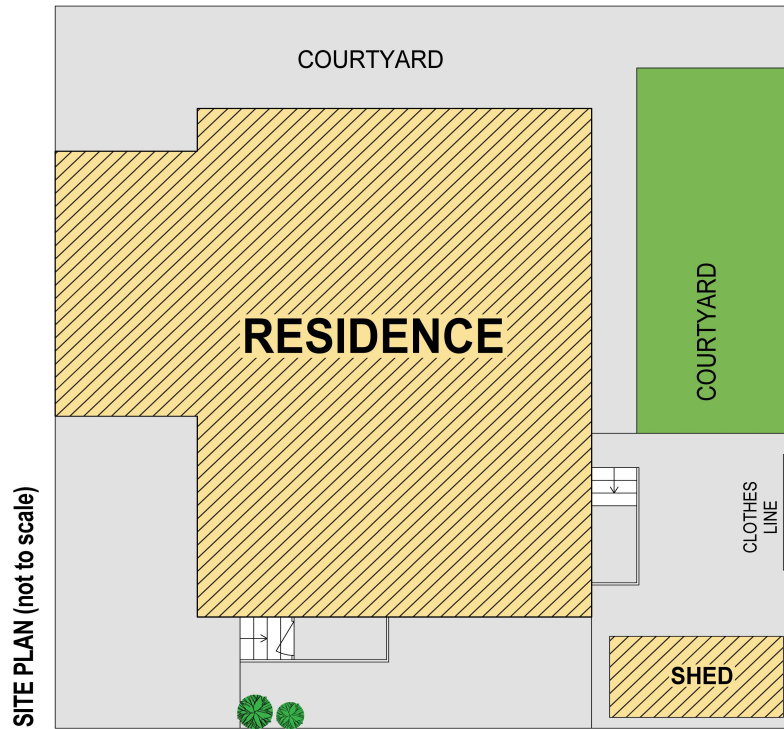 COURTYARD
COURTYARD
RESIDENCE
CLOTHES
LINE
SHED
SITE PLAN (not to scale)